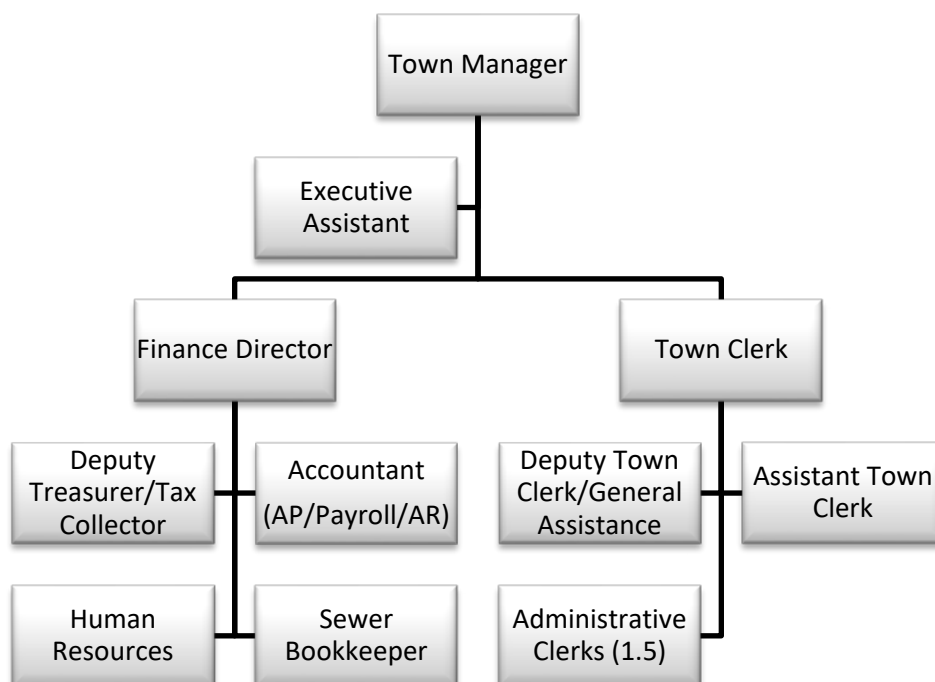 Town Manager
Executive
Assistant
Finance Director
Town Clerk
Deputy
Treasurer/Tax
Collector
Accountant
(AP/Payroll/AR)
Deputy Town
Clerk/General
Assistance
Assistant Town
Clerk
Human
Resources
Sewer
Bookkeeper
Administrative
Clerks (1.5)